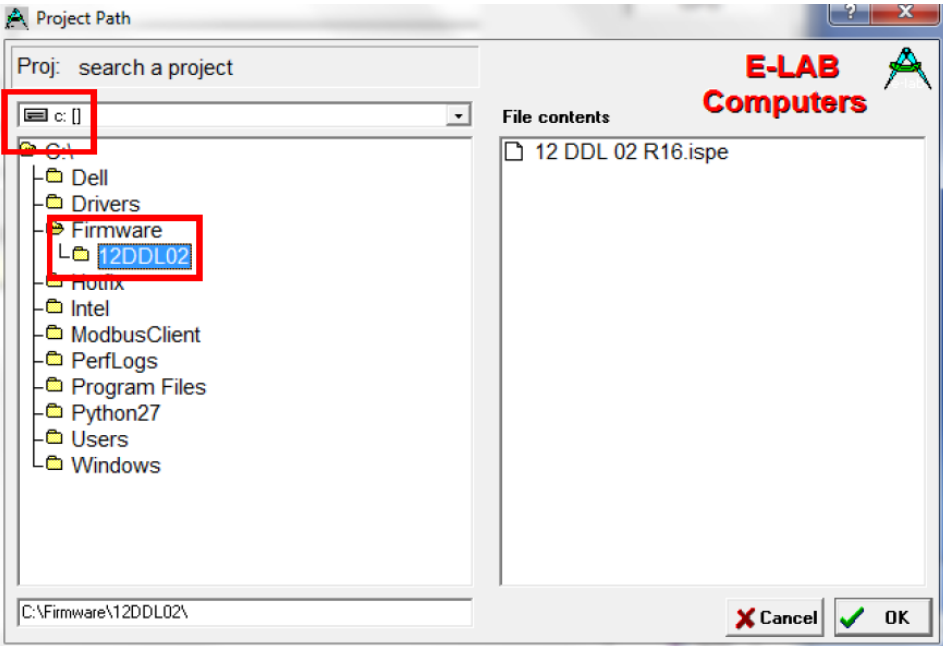 Project Path
?
X
Proj: search a project
E-LAB
Computers
c: []
File contents
C:\
Dell
Drivers
Firmware
12DDL02
Hotfix
Intel
ModbusClient
PerfLogs
Program Files
Python27
Users
Windows
12 DDL 02 R16.ispe
C:\Firmware\12DDL02\
Cancel
OK